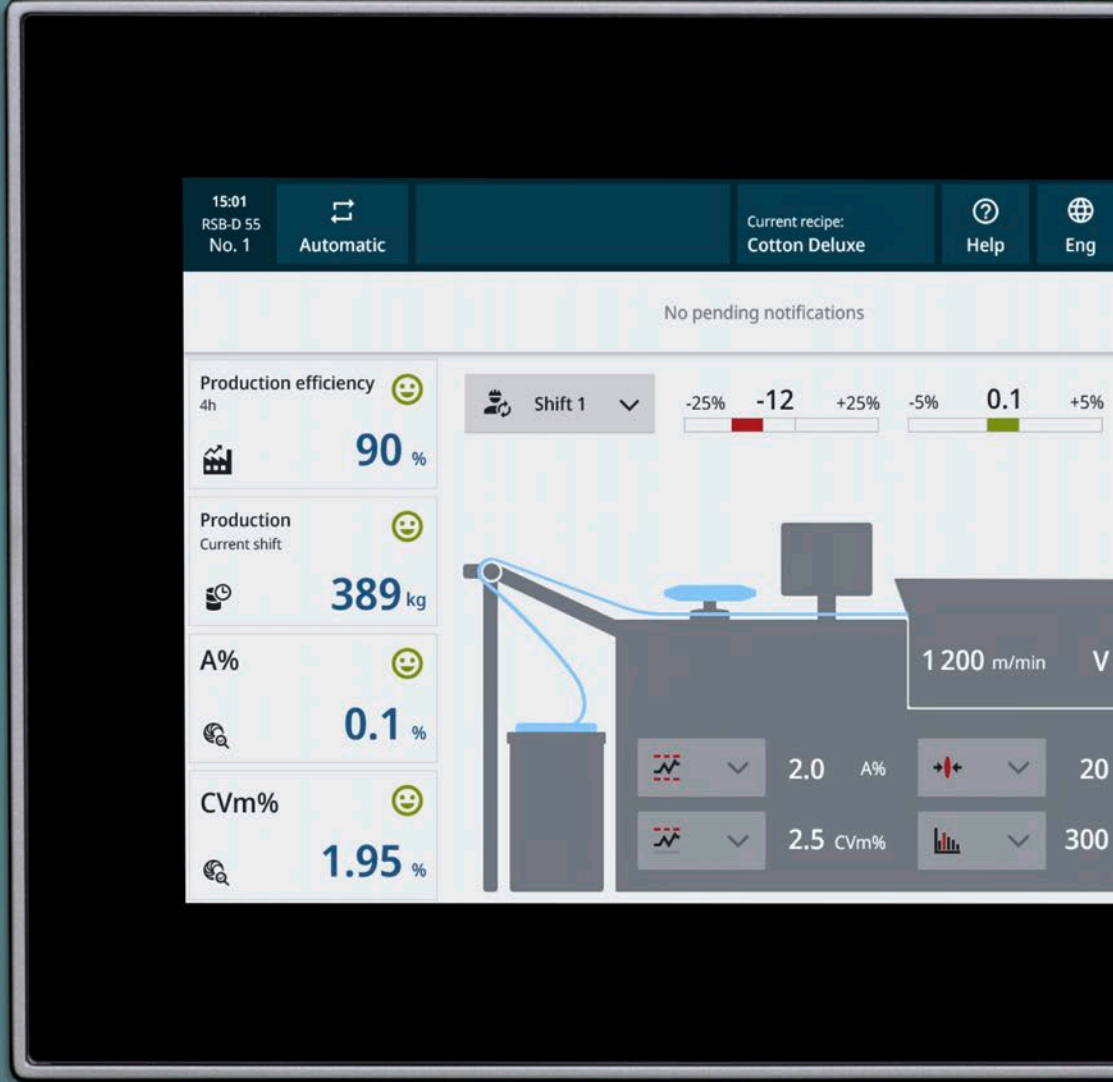 15:01
RSB-D 55
No. 1
Automatic
Current recipe:
Cotton Deluxe
Help
Eng
No pending notifications
Production efficiency
4h
90 %
Production
Current shift
389 kg
A%
0.1 %
CVm%
1.95 %
Shift 1
-25% -12 +25%
-5% 0.1 +5%
1 200 m/min V
2.0 A%
20
2.5 CVm%
300